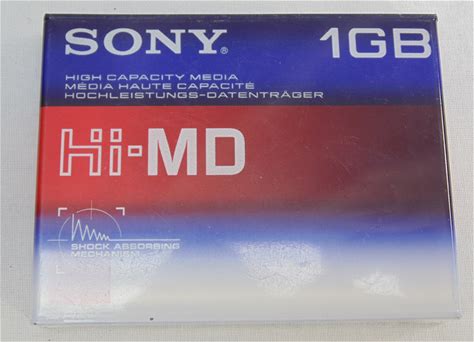 SONY® 1GB
HIGH CAPACITY MEDIA
MÉDIA HAUTE CAPACITÉ
HOCHLEISTUNGS-DATENTRÄGER
Hi-MD
SHOCK ABSORBING
MECHANISM